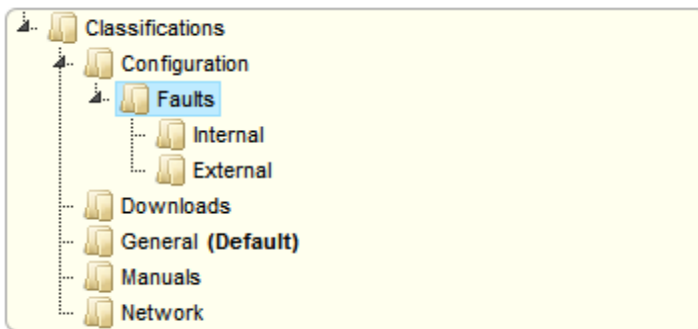 Classifications
Configuration
Faults
Internal
External
Downloads
General (Default)
Manuals
Network